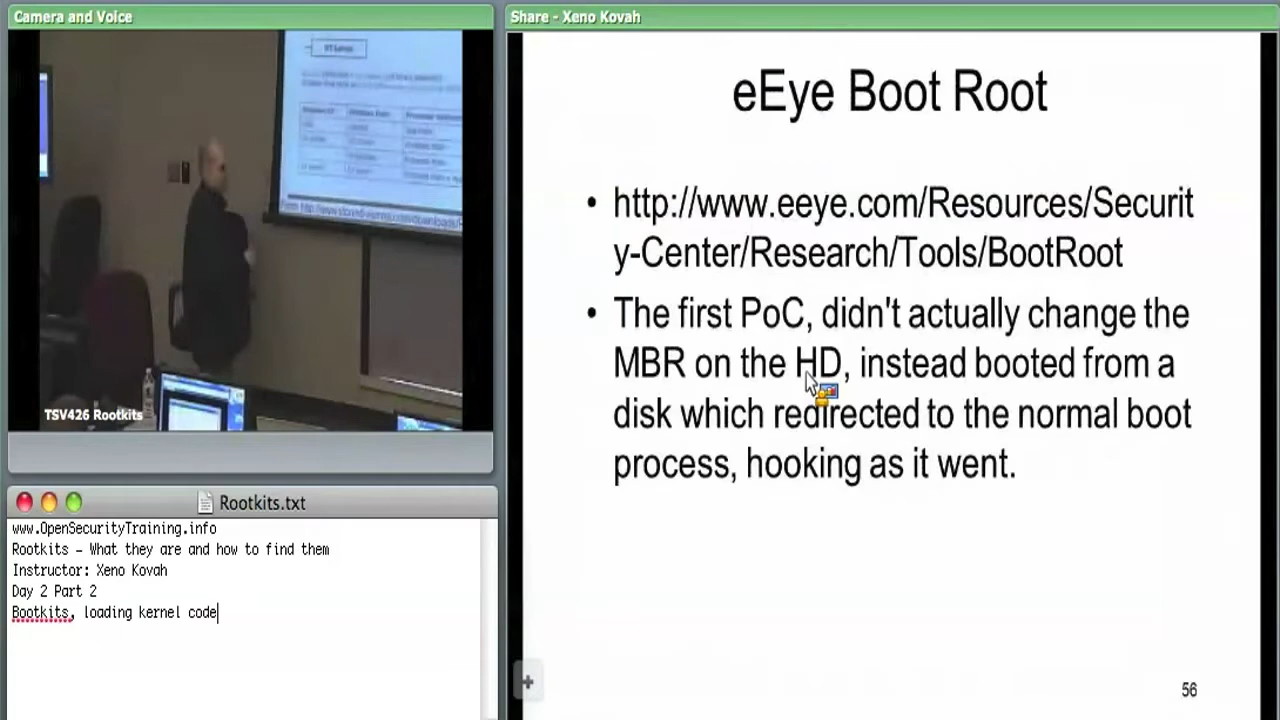 Camera and Voice
TSV426 Rootkits
Rootkits.txt
www.OpenSecurityTraining.info
Rootkits - What they are and how to find them
Instructor: Xeno Kovah
Day 2 Part 2
Bootkits, loading kernel code
Share - Xeno Kovah
eEye Boot Root
• http://www.eeye.com/Resources/Securit
y-Center/Research/Tools/BootRoot
• The first PoC, didn't actually change the
MBR on the HD, instead booted from a
disk which redirected to the normal boot
process, hooking as it went.
56